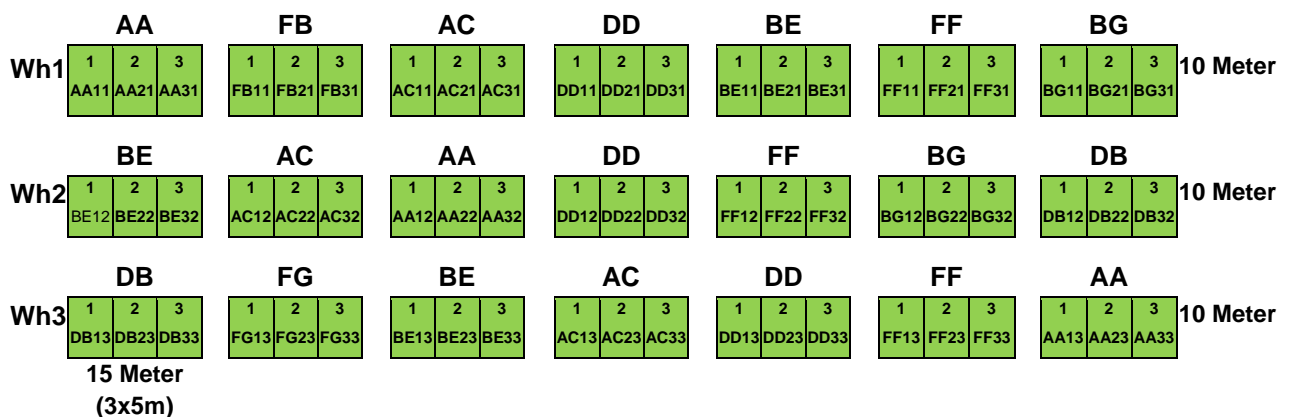 AA FB AC DD BE FF BG
Wh1 1 2 3 1 2 3 1 2 3 1 2 3 1 2 3 1 2 3 1 2 3 10 Meter
AA11 AA21 AA31 FB11 FB21 FB31 AC11 AC21 AC31 DD11 DD21 DD31 BE11 BE21 BE31 FF11 FF21 FF31 BG11 BG21 BG31
BE AC AA DD FF BG DB
Wh2 1 2 3 1 2 3 1 2 3 1 2 3 1 2 3 1 2 3 1 2 3 10 Meter
BE12 BE22 BE32 AC12 AC22 AC32 AA12 AA22 AA32 DD12 DD22 DD32 FF12 FF22 FF32 BG12 BG22 BG32 DB12 DB22 DB32
DB FG BE AC DD FF AA
Wh3 1 2 3 1 2 3 1 2 3 1 2 3 1 2 3 1 2 3 1 2 3 10 Meter
DB13 DB23 DB33 FG13 FG23 FG33 BE13 BE23 BE33 AC13 AC23 AC33 DD13 DD23 DD33 FF13 FF23 FF33 AA13 AA23 AA33
15 Meter
(3x5m)